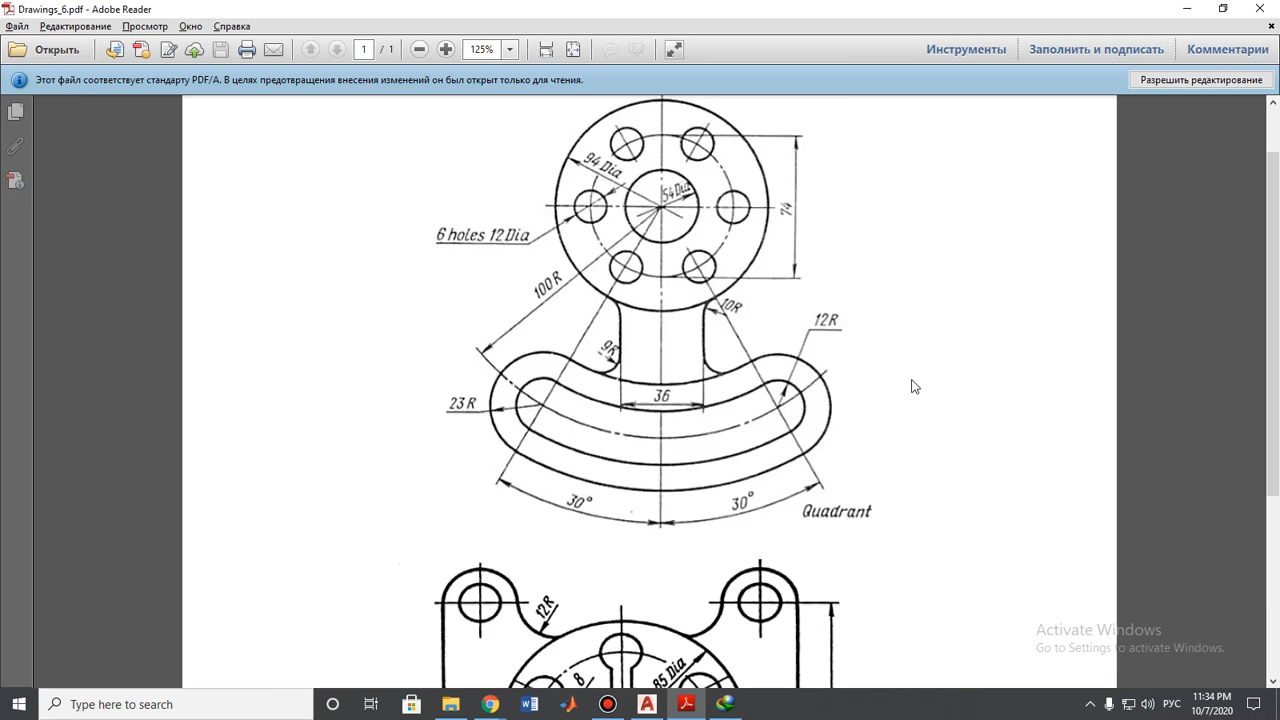 Drawings_6.pdf - Adobe Reader
Файл Редактирование Просмотр Окно Справка
Открыть 1 / 1 125% Инструменты Заполнить и подписать Комментарии
Этот файл соответствует стандарту PDF/A. В целях предотвращения внесения изменений он был открыт только для чтения. Разрешить редактирование
94 Dia
54 Dia
74
6 holes 12 Dia
100 R
10R
12R
9R
36
23 R
30°
30°
Quadrant
12R
8
85 Dia
Activate Windows
Go to Settings to activate Windows.
Type here to search
РУС
11:34 PM
10/7/2020